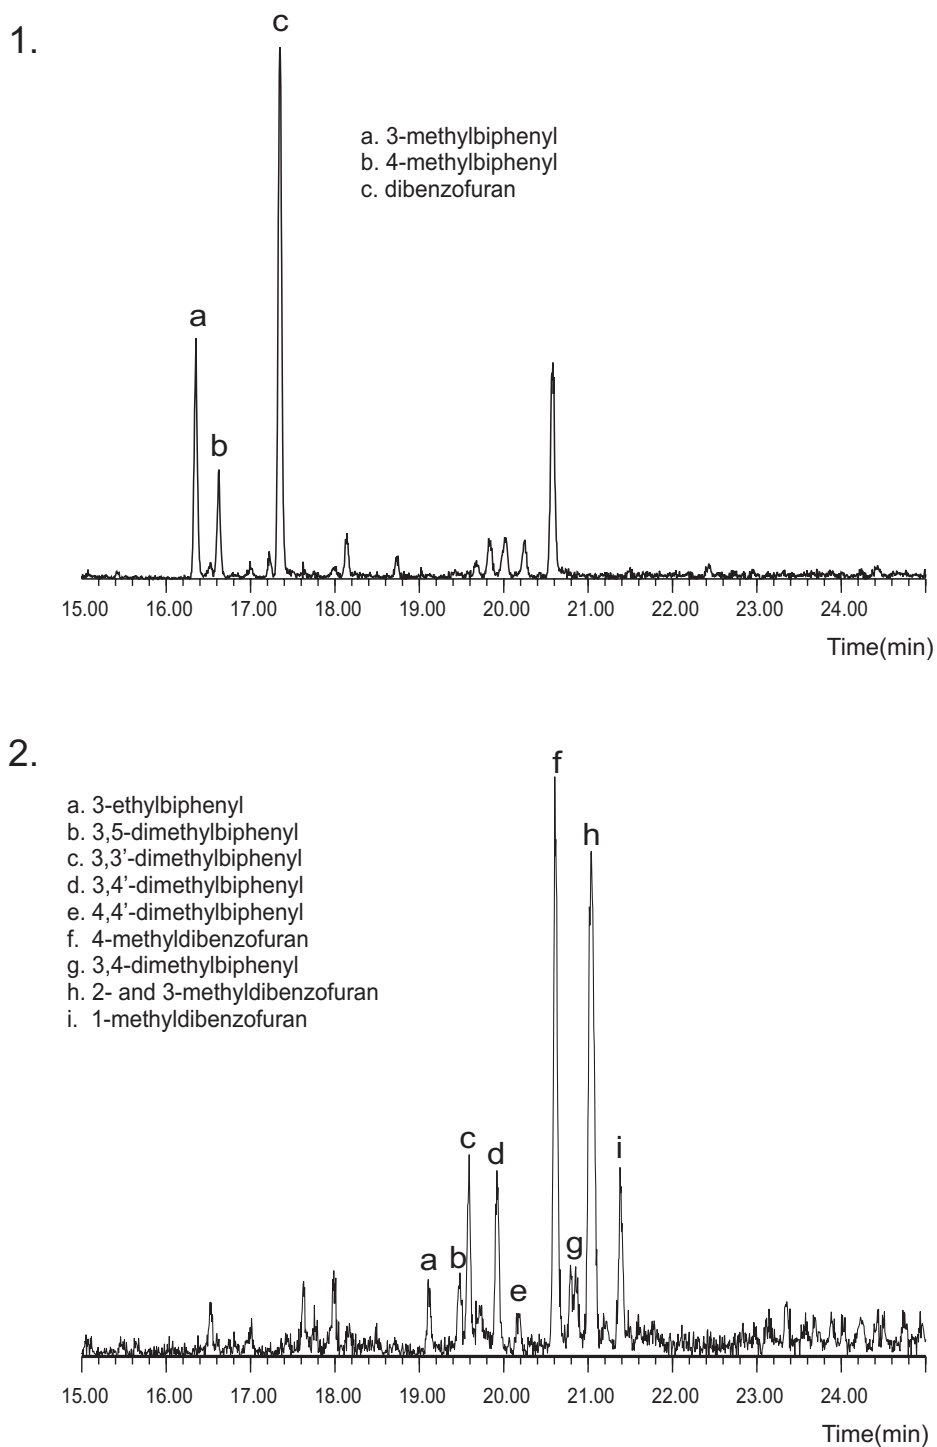 1.
c
a. 3-methylbiphenyl
b. 4-methylbiphenyl
c. dibenzofuran
a
b
15.00 16.00 17.00 18.00 19.00 20.00 21.00 22.00 23.00 24.00
Time(min)
2.
f
a. 3-ethylbiphenyl
b. 3,5-dimethylbiphenyl
c. 3,3'-dimethylbiphenyl
d. 3,4'-dimethylbiphenyl
e. 4,4'-dimethylbiphenyl
f. 4-methyldibenzofuran
g. 3,4-dimethylbiphenyl
h. 2- and 3-methyldibenzofuran
i. 1-methyldibenzofuran
h
c
d
i
a
b
g
e
15.00 16.00 17.00 18.00 19.00 20.00 21.00 22.00 23.00 24.00
Time(min)